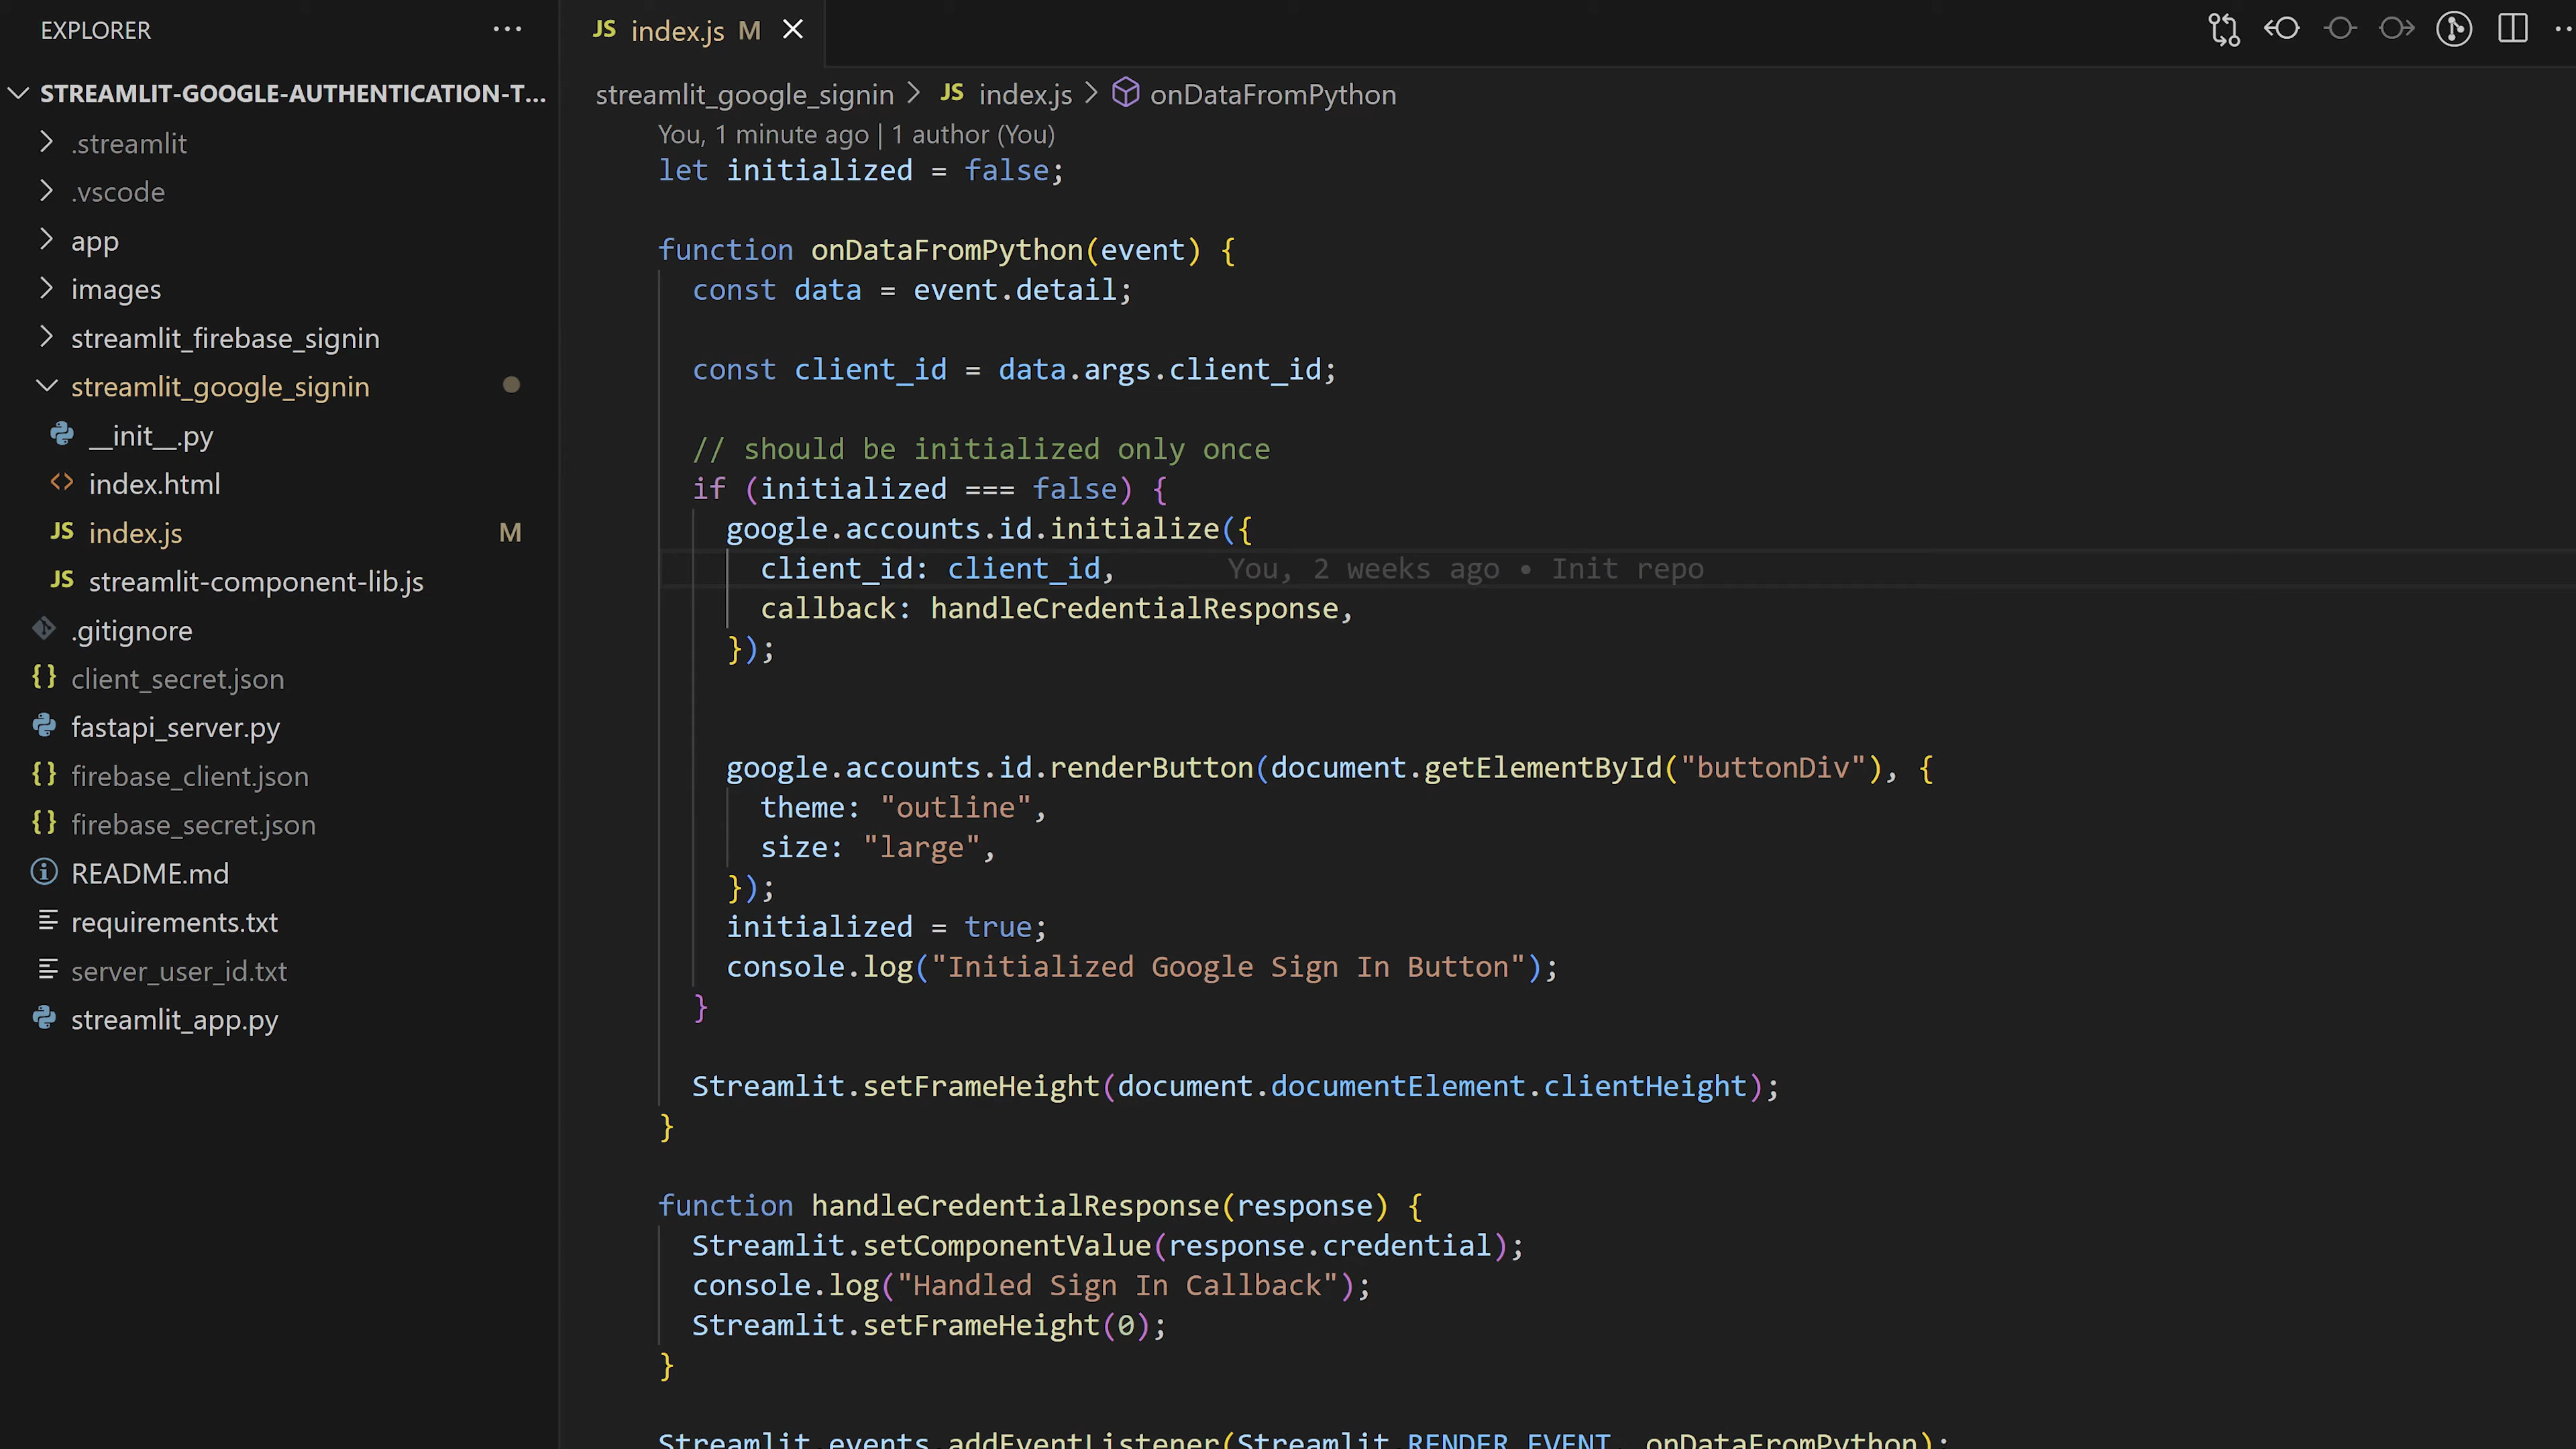 EXPLORER
STREAMLIT-GOOGLE-AUTHENTICATION-T...
.streamlit
.vscode
app
images
streamlit_firebase_signin
streamlit_google_signin
__init__.py
index.html
JS index.js M
JS streamlit-component-lib.js
.gitignore
{} client_secret.json
fastapi_server.py
{} firebase_client.json
{} firebase_secret.json
README.md
requirements.txt
server_user_id.txt
streamlit_app.py
JS index.js M
streamlit_google_signin > JS index.js > onDataFromPython
You, 1 minute ago | 1 author (You)
let initialized = false;
function onDataFromPython(event) {
const data = event.detail;
const client_id = data.args.client_id;
// should be initialized only once
if (initialized === false) {
google.accounts.id.initialize({
client_id: client_id, You, 2 weeks ago • Init repo
callback: handleCredentialResponse,
});
google.accounts.id.renderButton(document.getElementById("buttonDiv"), {
theme: "outline",
size: "large",
});
initialized = true;
console.log("Initialized Google Sign In Button");
}
Streamlit.setFrameHeight(document.documentElement.clientHeight);
}
function handleCredentialResponse(response) {
Streamlit.setComponentValue(response.credential);
console.log("Handled Sign In Callback");
Streamlit.setFrameHeight(0);
}
Streamlit.events.addEventListener(Streamlit.RENDER_EVENT, onDataFromPython);